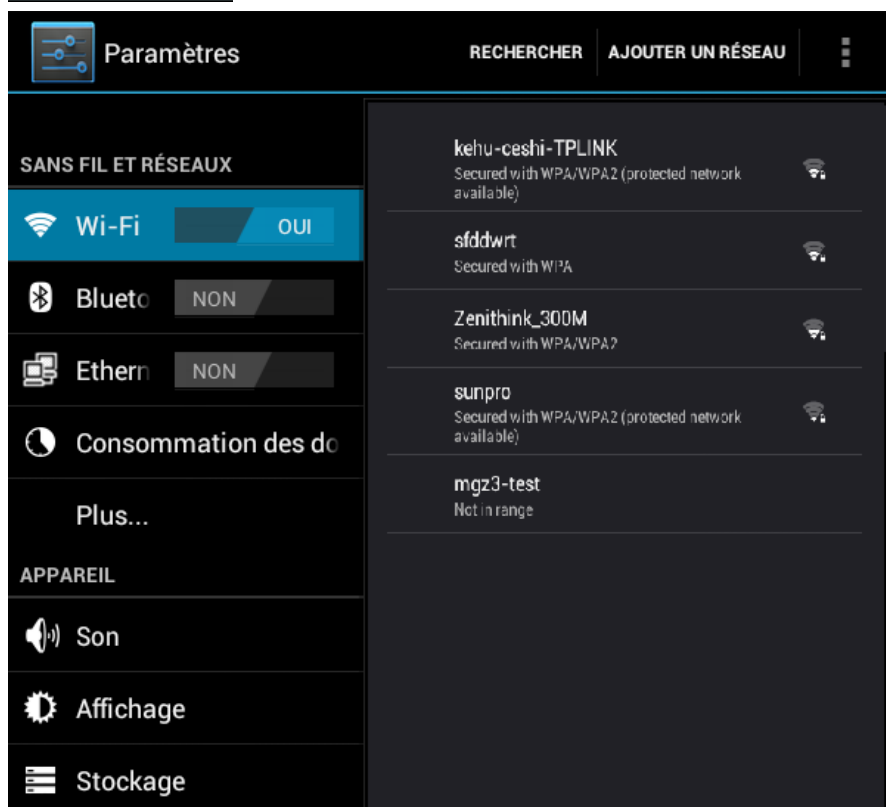 Paramètres
RECHERCHER
AJOUTER UN RÉSEAU
SANS FIL ET RÉSEAUX
Wi-Fi
OUI
Blueto
NON
Ethern
NON
Consommation des do
Plus...
APPAREIL
Son
Affichage
Stockage
kehu-ceshi-TPLINK
Secured with WPA/WPA2 (protected network
available)
sfddwrt
Secured with WPA
Zenithink_300M
Secured with WPA/WPA2
sunpro
Secured with WPA/WPA2 (protected network
available)
mgz3-test
Not in range